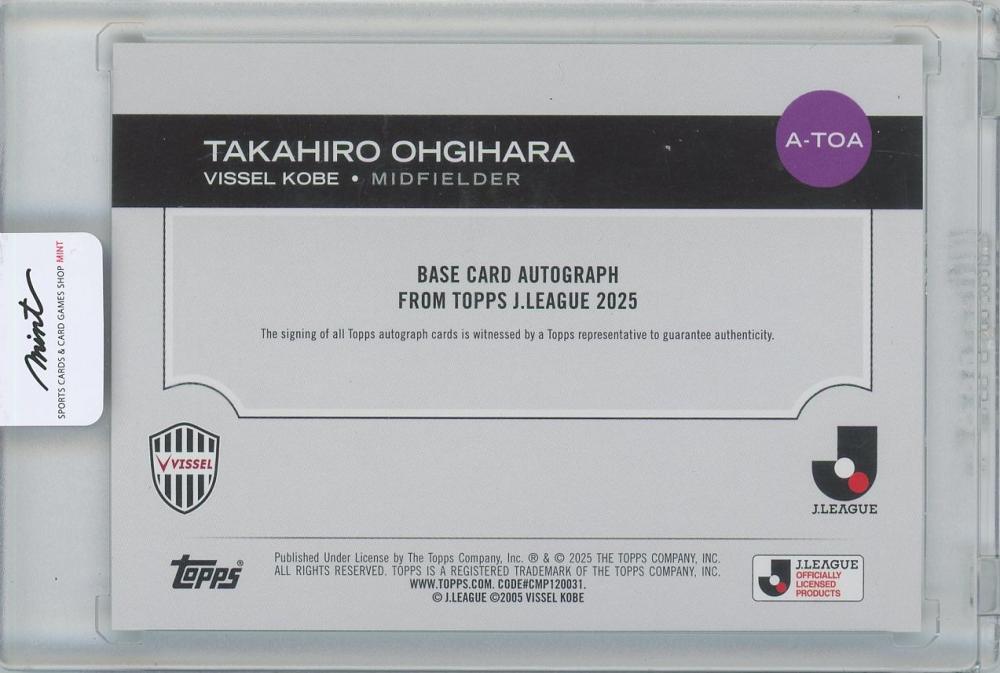 TAKAHIRO OHGIHARA
VISSEL KOBE • MIDFIELDER
A-TOA
BASE CARD AUTOGRAPH
FROM TOPPS J.LEAGUE 2025
The signing of all Topps autograph cards is witnessed by a Topps representative to guarantee authenticity.
mint
SPORTS CARDS & CARD GAMES SHOP MINT
VISSEL
J.LEAGUE
topps®
Published Under License by The Topps Company, Inc. ® & © 2025 THE TOPPS COMPANY, INC.
ALL RIGHTS RESERVED. TOPPS IS A REGISTERED TRADEMARK OF THE TOPPS COMPANY, INC.
WWW.TOPPS.COM. CODE#CMP120031.
© J.LEAGUE ©2005 VISSEL KOBE
J.LEAGUE
OFFICIALLY
LICENSED
PRODUCTS